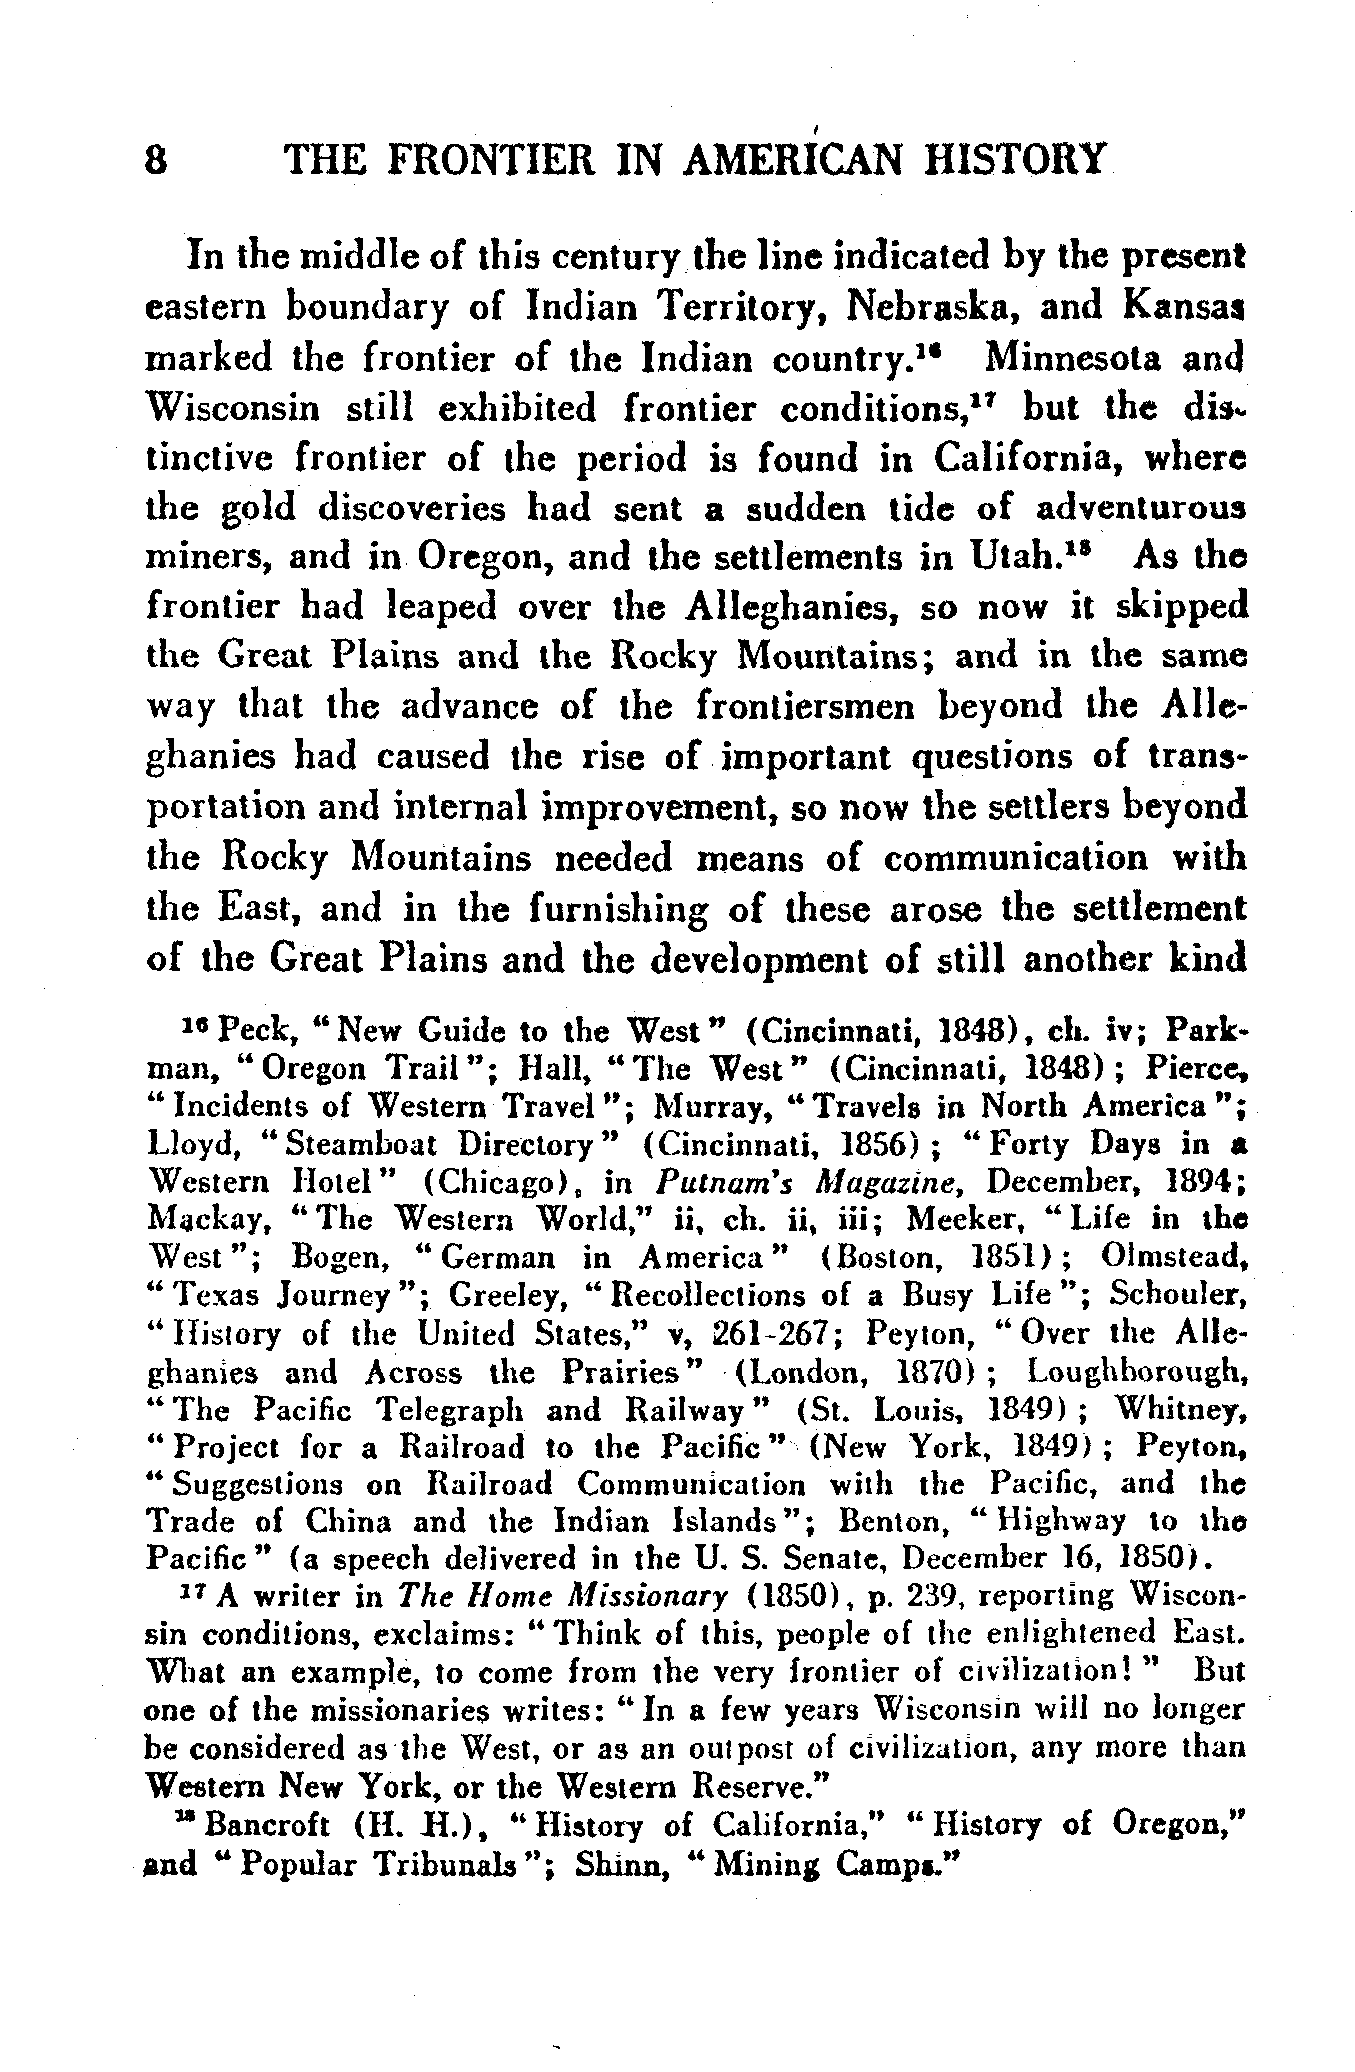 8 THE FRONTIER IN AMERICAN HISTORY
In the middle of this century the line indicated by the present
eastern boundary of Indian Territory, Nebraska, and Kansas
marked the frontier of the Indian country.¹⁶ Minnesota and
Wisconsin still exhibited frontier conditions,¹⁷ but the dis-
tinctive frontier of the period is found in California, where
the gold discoveries had sent a sudden tide of adventurous
miners, and in Oregon, and the settlements in Utah.¹⁸ As the
frontier had leaped over the Alleghanies, so now it skipped
the Great Plains and the Rocky Mountains; and in the same
way that the advance of the frontiersmen beyond the Alle-
ghanies had caused the rise of important questions of trans-
portation and internal improvement, so now the settlers beyond
the Rocky Mountains needed means of communication with
the East, and in the furnishing of these arose the settlement
of the Great Plains and the development of still another kind
¹⁶ Peck, "New Guide to the West" (Cincinnati, 1848), ch. iv; Park-
man, "Oregon Trail"; Hall, "The West" (Cincinnati, 1848); Pierce,
"Incidents of Western Travel"; Murray, "Travels in North America";
Lloyd, "Steamboat Directory" (Cincinnati, 1856); "Forty Days in a
Western Hotel" (Chicago), in Putnam's Magazine, December, 1894;
Mackay, "The Western World," ii, ch. ii, iii; Meeker, "Life in the
West"; Bogen, "German in America" (Boston, 1851); Olmstead,
"Texas Journey"; Greeley, "Recollections of a Busy Life"; Schouler,
"History of the United States," v, 261-267; Peyton, "Over the Alle-
ghanies and Across the Prairies" (London, 1870); Loughborough,
"The Pacific Telegraph and Railway" (St. Louis, 1849); Whitney,
"Project for a Railroad to the Pacific" (New York, 1849); Peyton,
"Suggestions on Railroad Communication with the Pacific, and the
Trade of China and the Indian Islands"; Benton, "Highway to the
Pacific" (a speech delivered in the U. S. Senate, December 16, 1850).
¹⁷ A writer in The Home Missionary (1850), p. 239, reporting Wiscon-
sin conditions, exclaims: "Think of this, people of the enlightened East.
What an example, to come from the very frontier of civilization!" But
one of the missionaries writes: "In a few years Wisconsin will no longer
be considered as the West, or as an outpost of civilization, any more than
Western New York, or the Western Reserve."
¹⁸ Bancroft (H. H.), "History of California," "History of Oregon,"
and "Popular Tribunals"; Shinn, "Mining Camps."